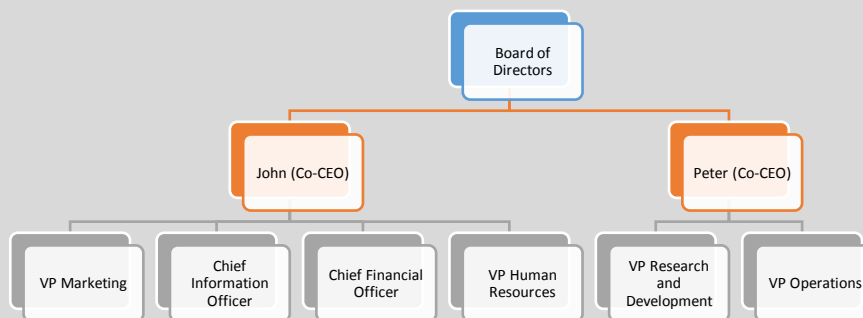 Board of
Directors
John (Co-CEO)
Peter (Co-CEO)
VP Marketing
Chief
Information
Officer
Chief Financial
Officer
VP Human
Resources
VP Research
and
Development
VP Operations